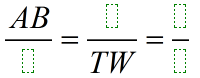 AB/⬚ = ⬚/TW = ⬚/⬚